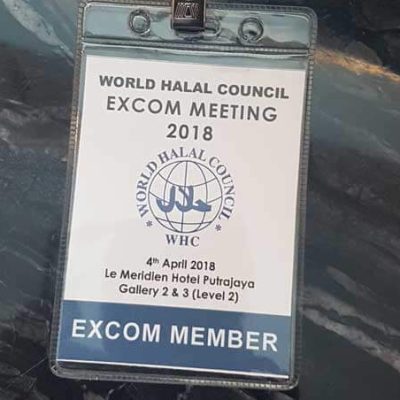 WORLD HALAL COUNCIL
EXCOM MEETING
2018
WORLD HALAL COUNCIL
حلال
WHC
4th April 2018
Le Meridien Hotel Putrajaya
Gallery 2 & 3 (Level 2)
EXCOM MEMBER